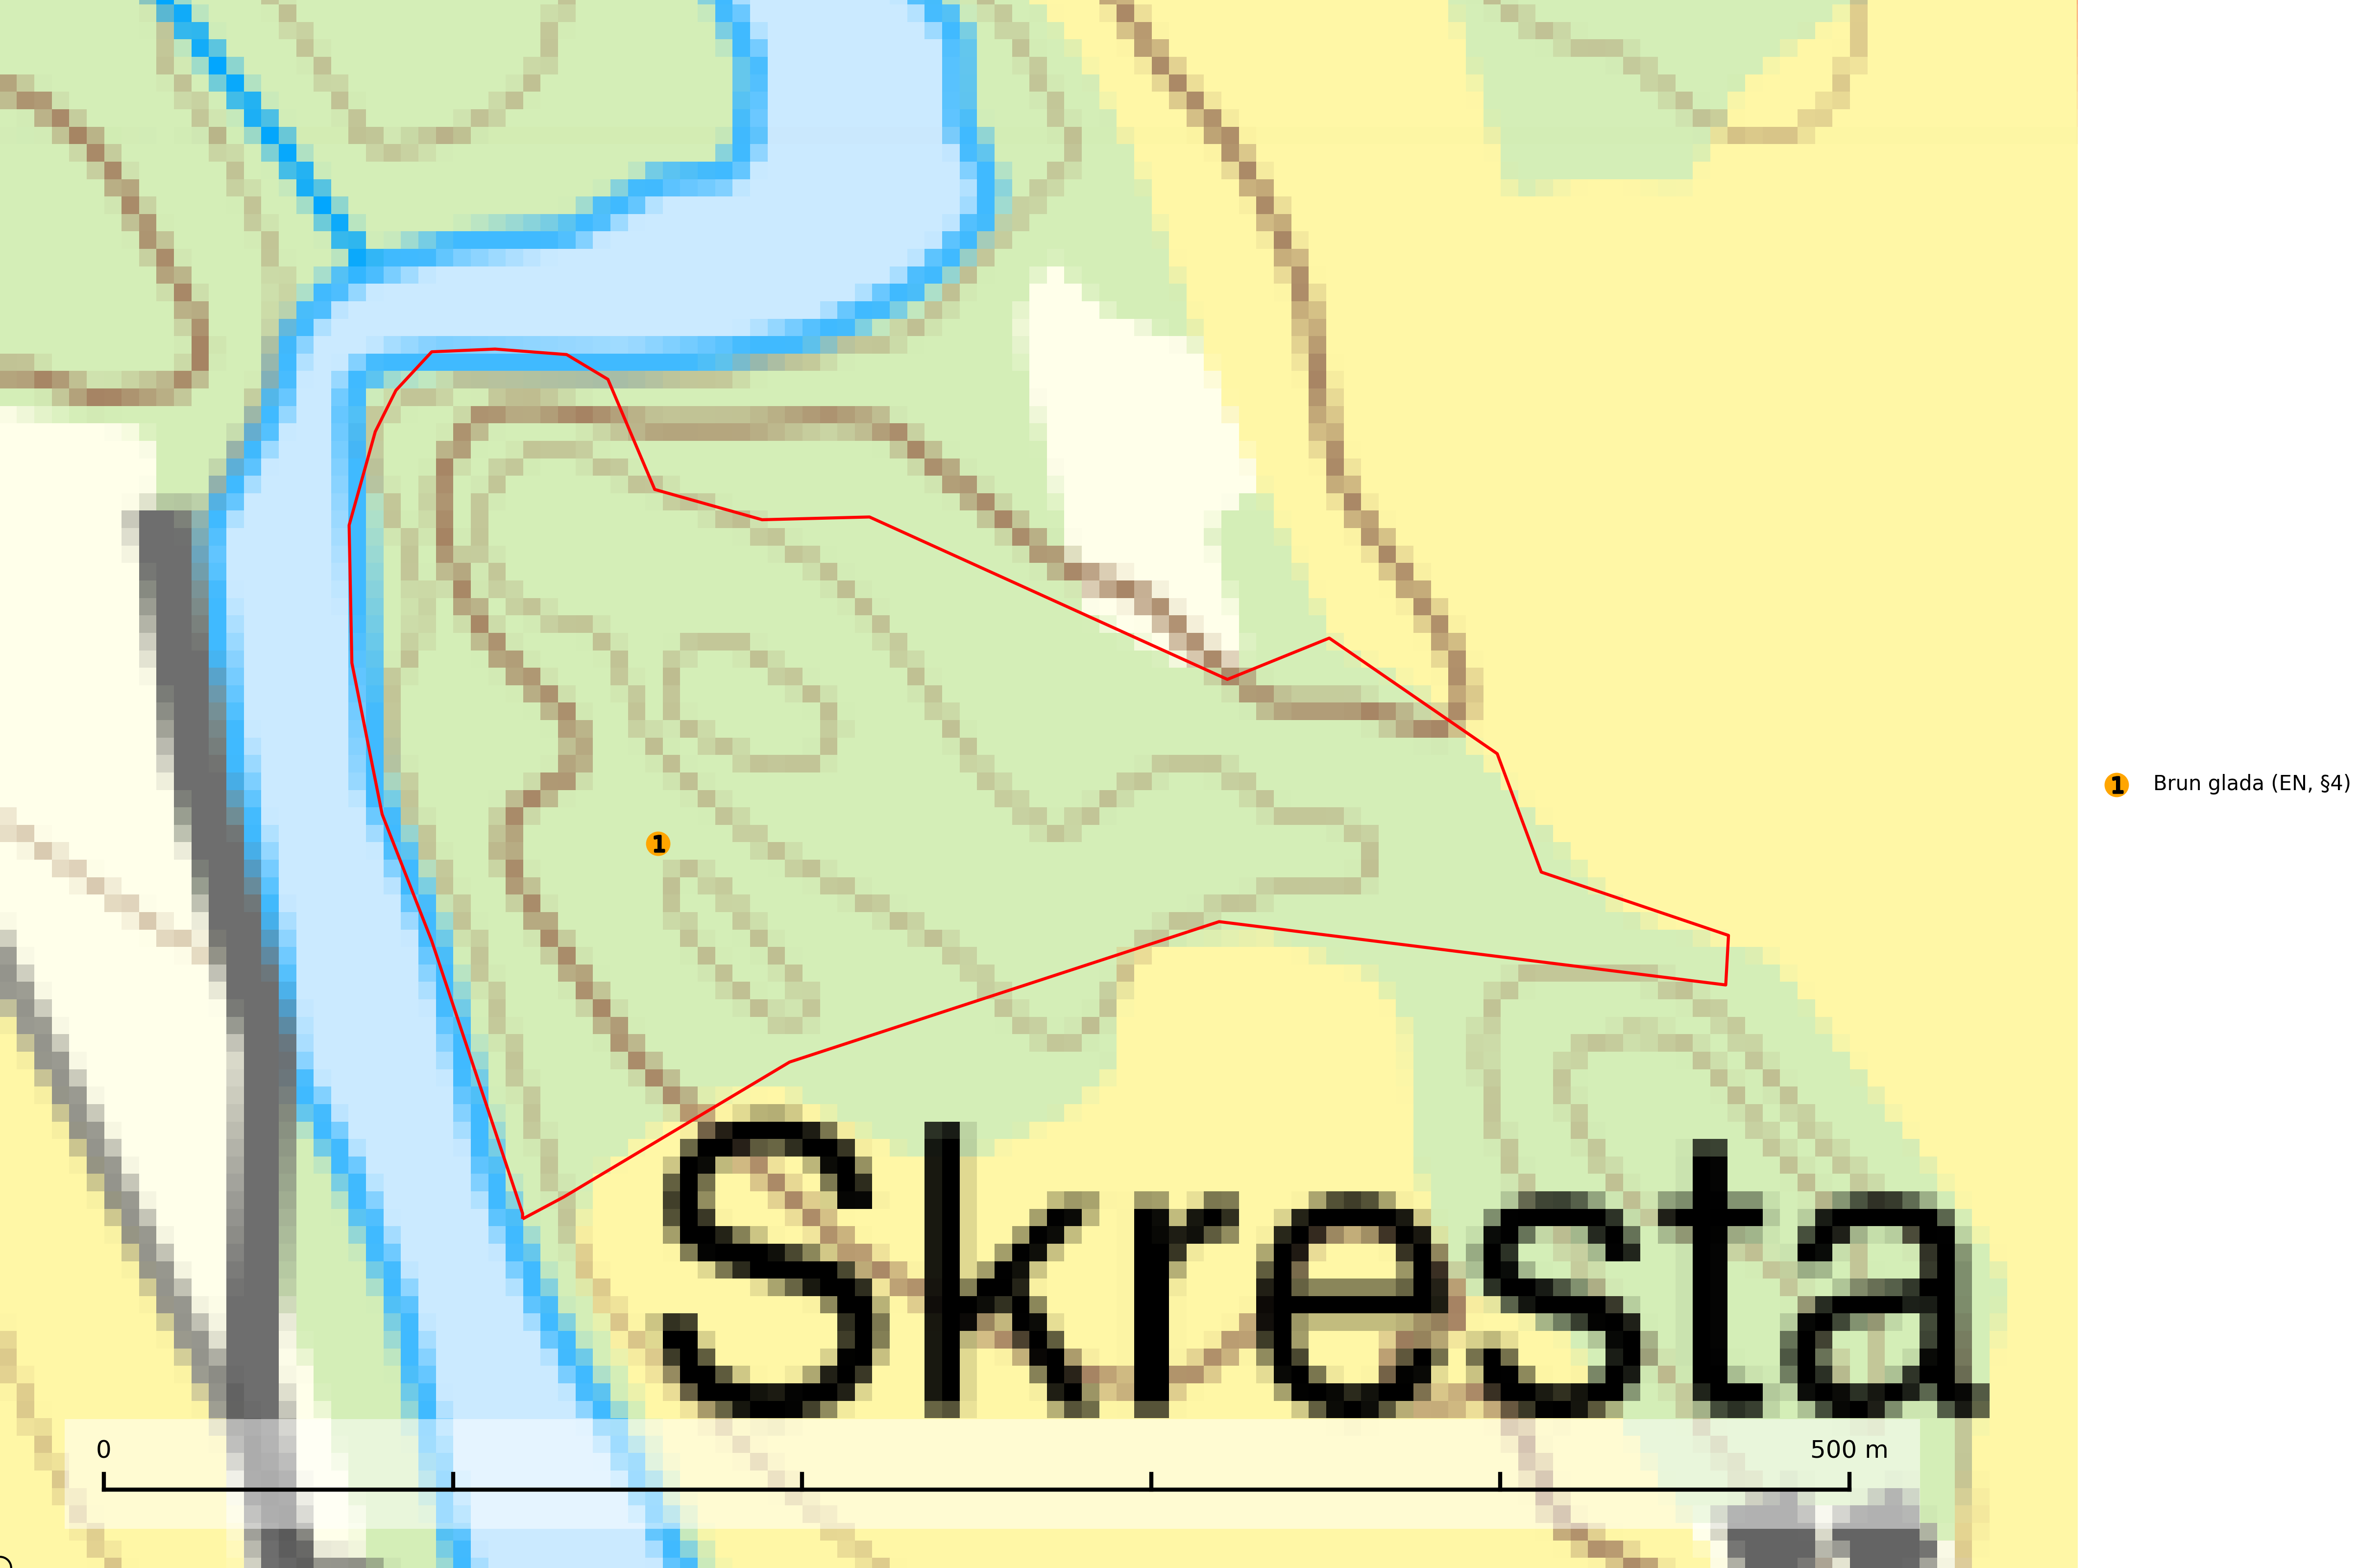 1 Brun glada (EN, §4)
1
Skresta
0 500 m